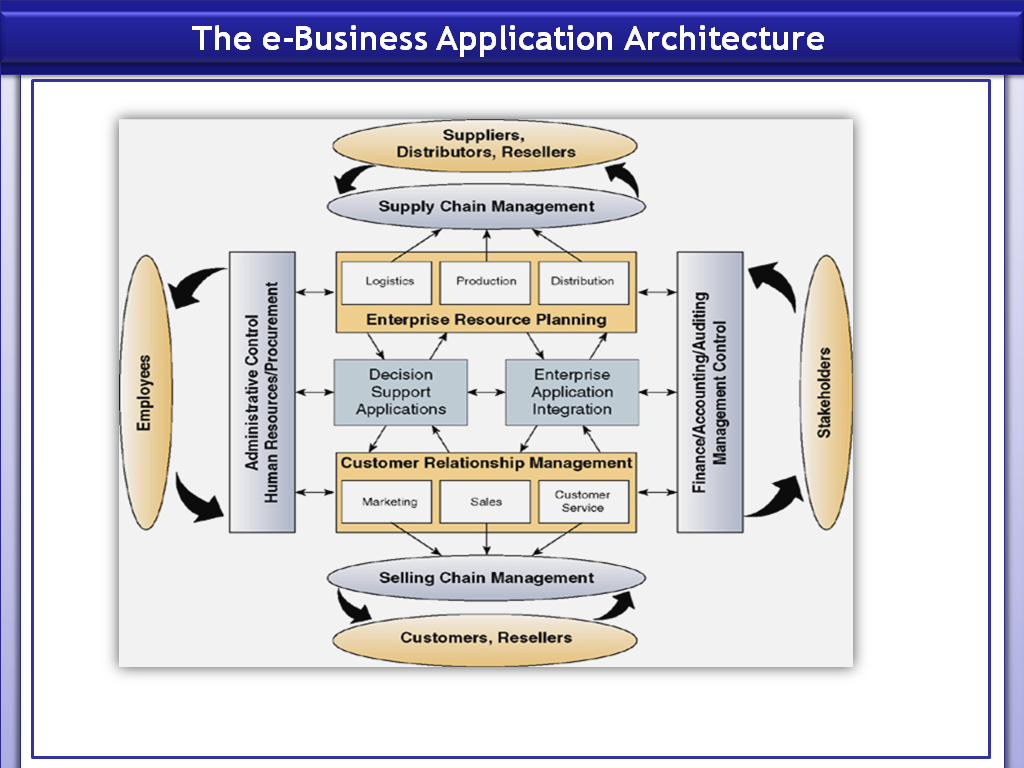 The e-Business Application Architecture
Suppliers,
Distributors, Resellers
Supply Chain Management
Logistics
Production
Distribution
Enterprise Resource Planning
Employees
Administrative Control
Human Resources/Procurement
Decision
Support
Applications
Enterprise
Application
Integration
Finance/Accounting/Auditing
Management Control
Stakeholders
Customer Relationship Management
Marketing
Sales
Customer
Service
Selling Chain Management
Customers, Resellers